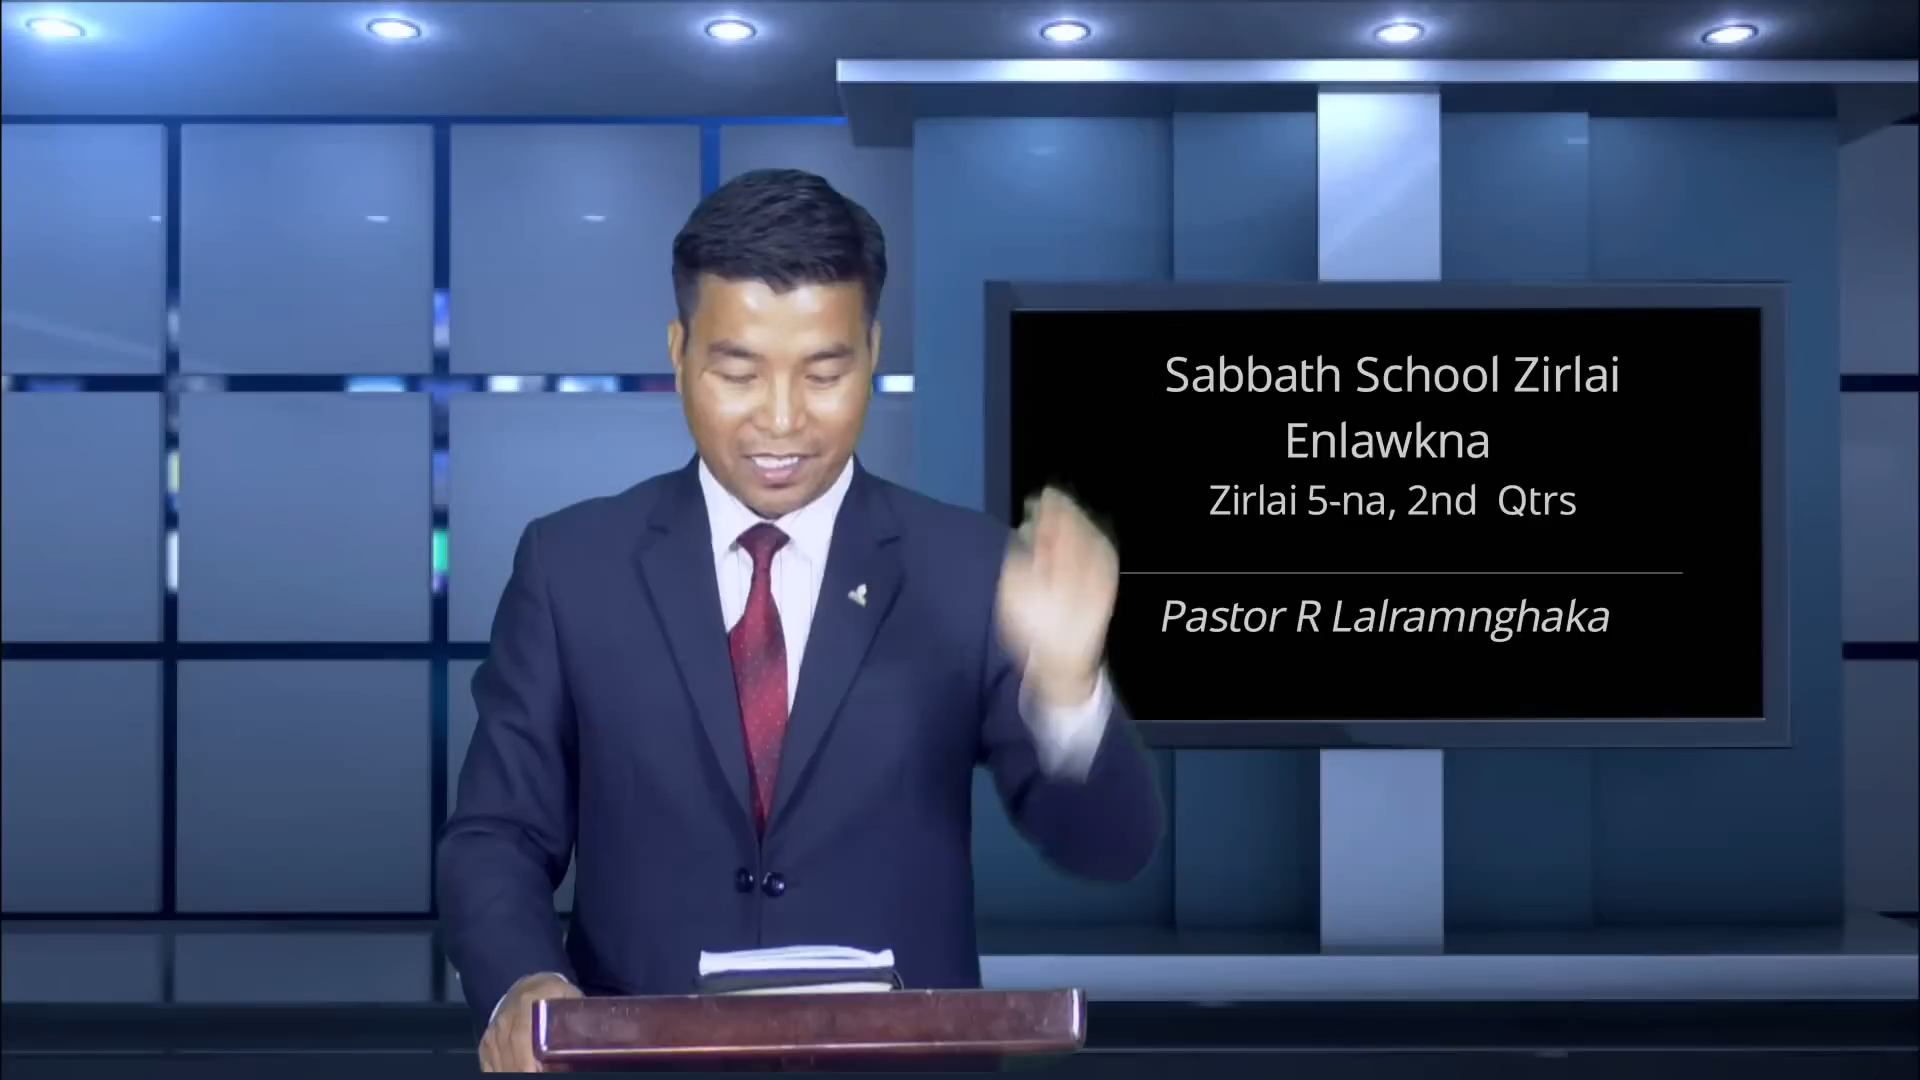 Sabbath School Zirlai
Enlawkna
Zirlai 5-na, 2nd Qtrs
Pastor R Lalramnghaka